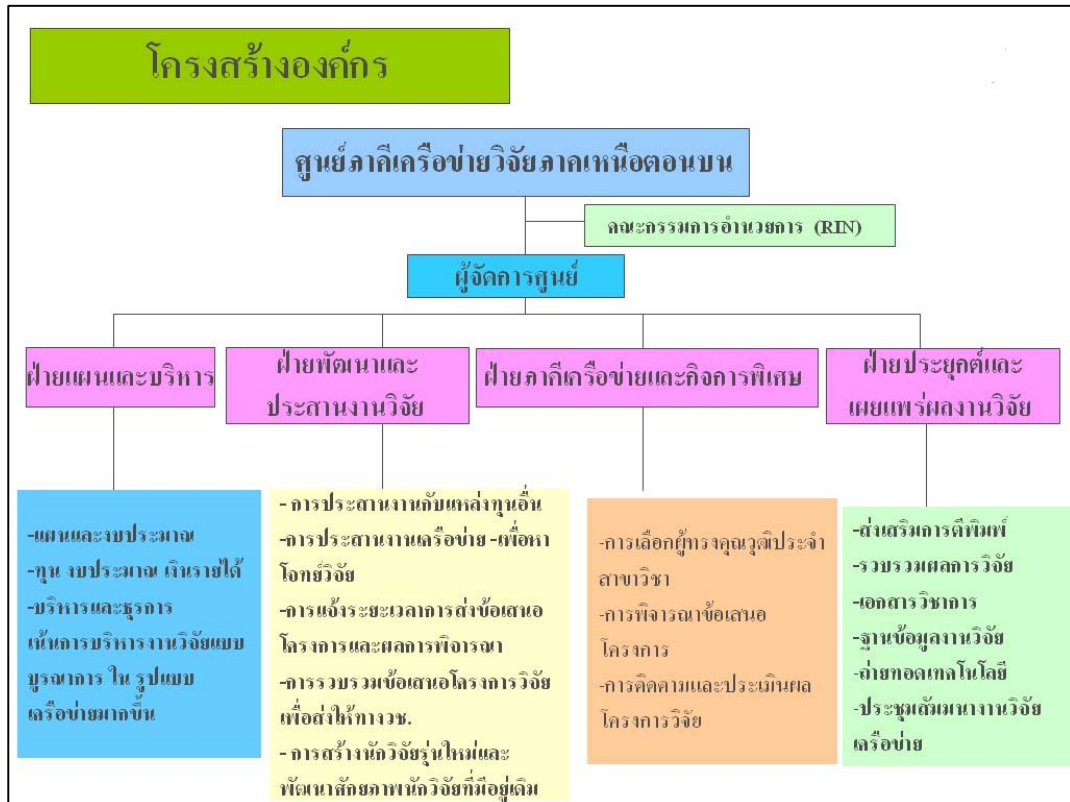 โครงสร้างองค์กร
ศูนย์ภาคีเครือข่ายวิจัยภาคเหนือตอนบน
คณะกรรมการอำนวยการ (RIN)
ผู้จัดการศูนย์
ฝ่ายแผนและบริหาร
ฝ่ายพัฒนาและ
ประสานงานวิจัย
ฝ่ายภาคีเครือข่ายและกิจการพิเศษ
ฝ่ายประยุกต์และ
เผยแพร่ผลงานวิจัย
-แผนและงบประมาณ
-ทุน งบประมาณ เงินรายได้
-บริหารและธุรการ
เน้นการบริหารงานวิจัยแบบ
บูรณาการ ใน รูปแบบ
เครือข่ายมากขึ้น
- การประสานงานกับแหล่งทุนอื่น
-การประสานงานเครือข่าย -เพื่อหา
โจทย์วิจัย
-การแจ้งระยะเวลาการส่งข้อเสนอ
โครงการและผลการพิจารณา
-การรวบรวมข้อเสนอโครงการวิจัย
เพื่อส่งให้ทางวช.
- การสร้างนักวิจัยรุ่นใหม่และ
พัฒนาศักยภาพนักวิจัยที่มีอยู่เดิม
-การเลือกผู้ทรงคุณวุฒิประจำ
สาขาวิชา
-การพิจารณาข้อเสนอ
โครงการ
-การติดตามและประเมินผล
โครงการวิจัย
-ส่งเสริมการตีพิมพ์
-รวบรวมผลการวิจัย
-เอกสารวิชาการ
-ฐานข้อมูลงานวิจัย
-ถ่ายทอดเทคโนโลยี
-ประชุมสัมมนางานวิจัย
เครือข่าย